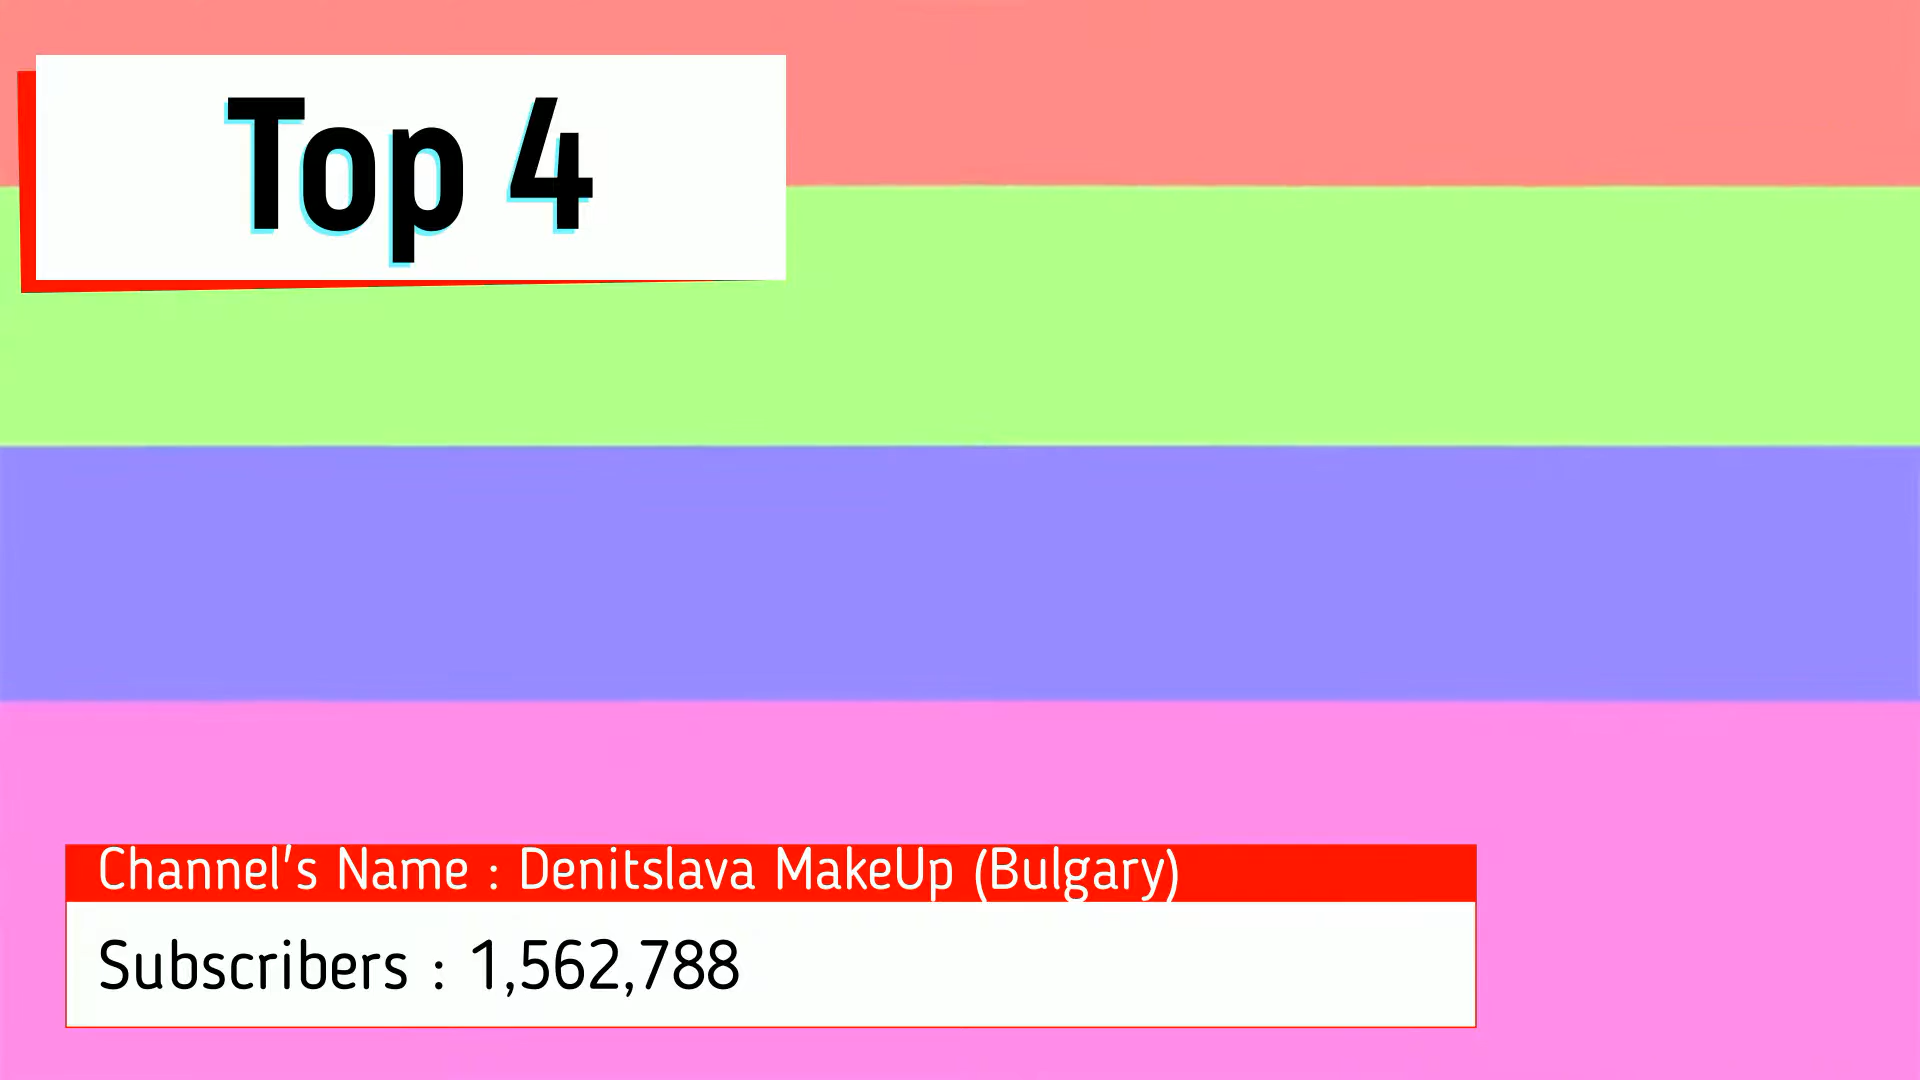 Top 4
Channel's Name : Denitslava MakeUp (Bulgary)
Subscribers : 1,562,788